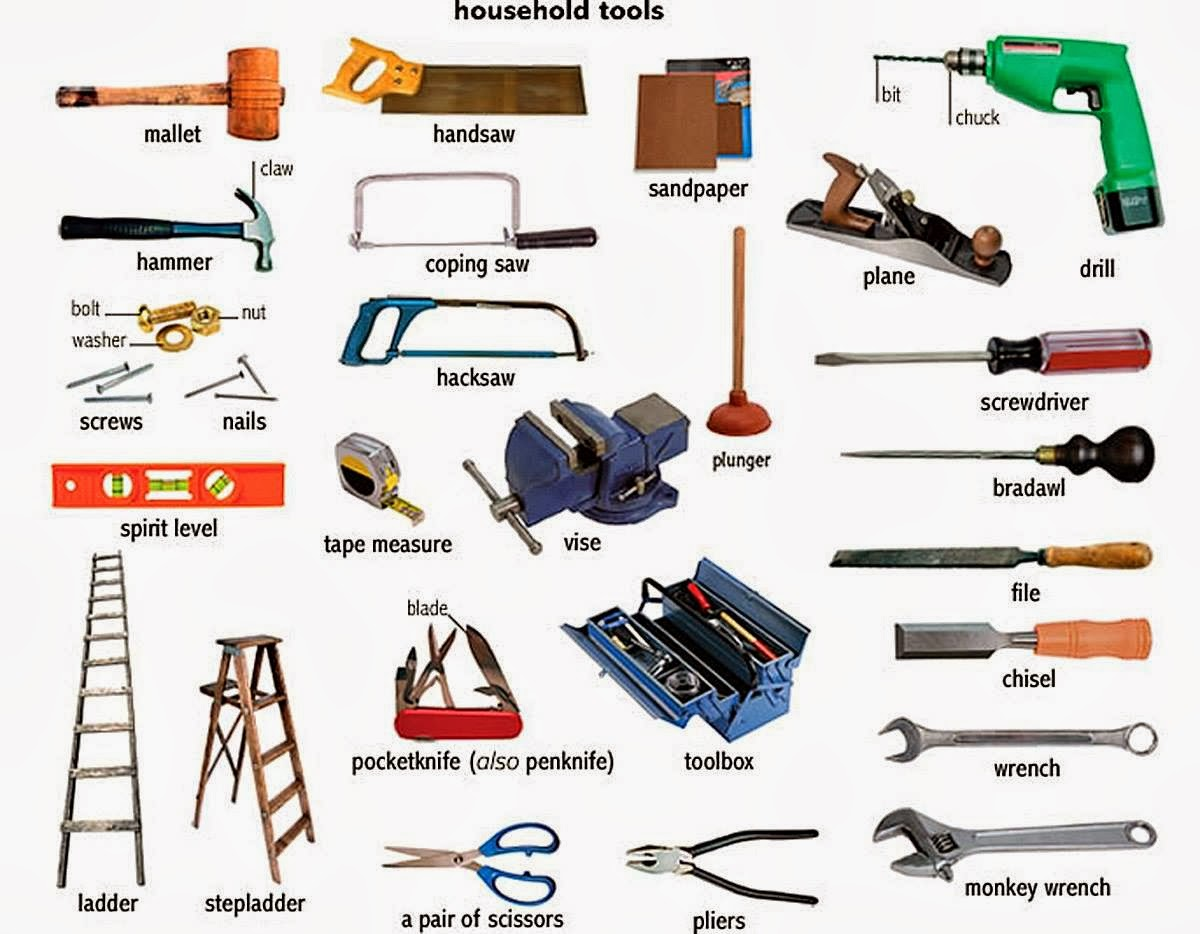 household tools
mallet
handsaw
sandpaper
bit
chuck
claw
hammer
coping saw
plane
drill
bolt
nut
washer
hacksaw
screws
nails
screwdriver
plunger
bradawl
spirit level
tape measure
vise
file
blade
chisel
pocketknife (also penknife)
toolbox
wrench
ladder
stepladder
a pair of scissors
pliers
monkey wrench